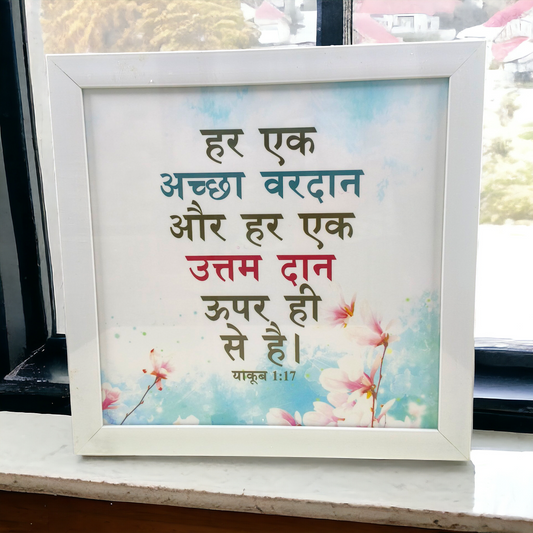 हर एक
अच्छा वरदान
और हर एक
उत्तम दान
ऊपर ही
से है।
याकूब 1:17